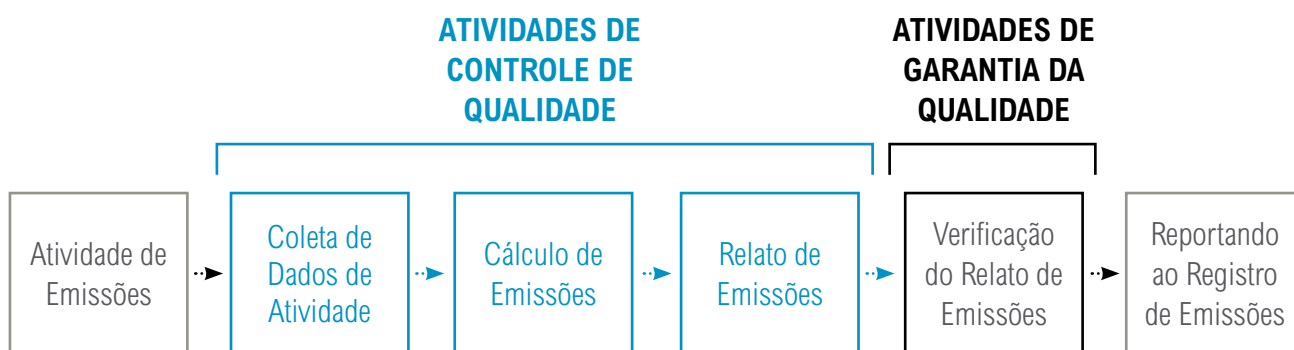 ATIVIDADES DE
CONTROLE DE
QUALIDADE
ATIVIDADES DE
GARANTIA DA
QUALIDADE
Atividade de
Emissões
Coleta de
Dados de
Atividade
Cálculo de
Emissões
Relato de
Emissões
Verificação
do Relato de
Emissões
Reportando
ao Registro
de Emissões